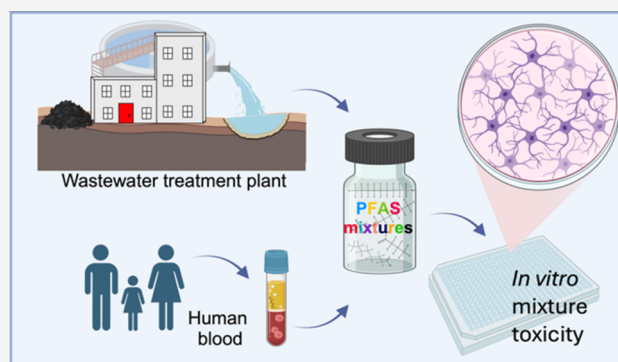 Wastewater treatment plant
PFAS
mixtures
Human
blood
In vitro
mixture
toxicity